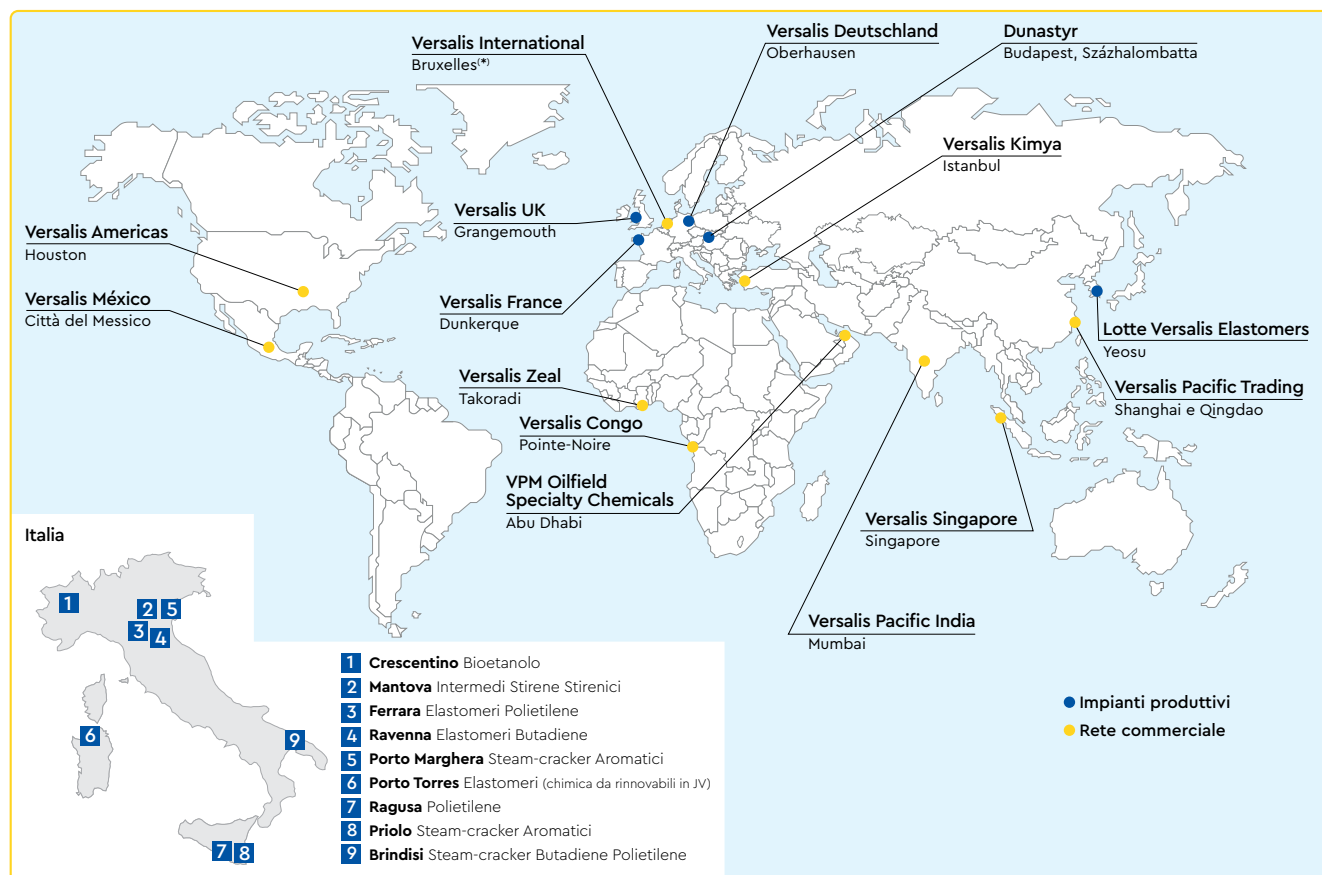 Versalis International
Bruxelles(*)
Versalis Deutschland
Oberhausen
Dunastyr
Budapest, Százhalombatta
Versalis Kimya
Istanbul
Versalis UK
Grangemouth
Versalis Americas
Houston
Versalis México
Città del Messico
Versalis France
Dunkerque
Lotte Versalis Elastomers
Yeosu
Versalis Pacific Trading
Shanghai e Qingdao
Versalis Zeal
Takoradi
Versalis Congo
Pointe-Noire
VPM Oilfield
Specialty Chemicals
Abu Dhabi
Versalis Singapore
Singapore
Versalis Pacific India
Mumbai
Italia
1
2
5
3
4
6
9
7
8
1 Crescentino Bioetanolo
2 Mantova Intermedi Stirene Stirenici
3 Ferrara Elastomeri Polietilene
4 Ravenna Elastomeri Butadiene
5 Porto Marghera Steam-cracker Aromatici
6 Porto Torres Elastomeri (chimica da rinnovabili in JV)
7 Ragusa Polietilene
8 Priolo Steam-cracker Aromatici
9 Brindisi Steam-cracker Butadiene Polietilene
Impianti produttivi
Rete commerciale